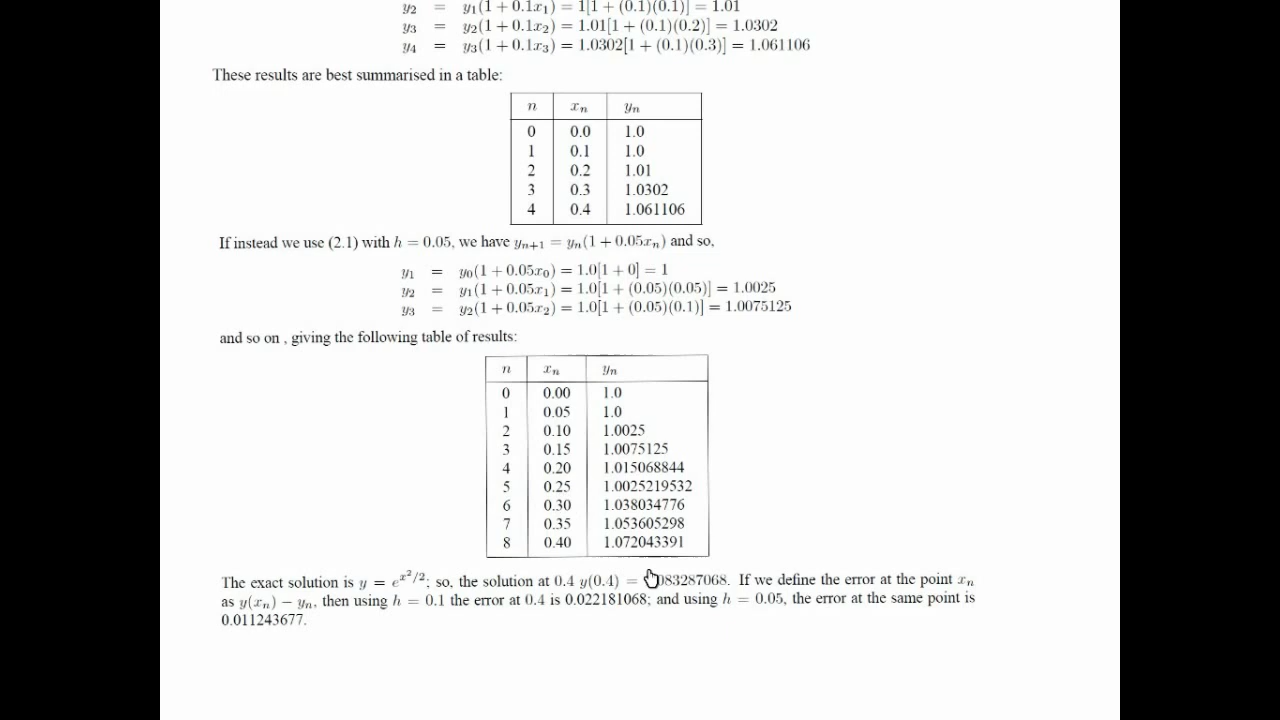 y₂ = y₁(1 + 0.1x₁) = 1[1 + (0.1)(0.1)] = 1.01
y₃ = y₂(1 + 0.1x₂) = 1.01[1 + (0.1)(0.2)] = 1.0302
y₄ = y₃(1 + 0.1x₃) = 1.0302[1 + (0.1)(0.3)] = 1.061106
These results are best summarised in a table:
n xₙ yₙ
0 0.0 1.0
1 0.1 1.0
2 0.2 1.01
3 0.3 1.0302
4 0.4 1.061106
If instead we use (2.1) with h = 0.05, we have yₙ₊₁ = yₙ(1 + 0.05xₙ) and so,
y₁ = y₀(1 + 0.05x₀) = 1.0[1 + 0] = 1
y₂ = y₁(1 + 0.05x₁) = 1.0[1 + (0.05)(0.05)] = 1.0025
y₃ = y₂(1 + 0.05x₂) = 1.0[1 + (0.05)(0.1)] = 1.0075125
and so on , giving the following table of results:
n xₙ yₙ
0 0.00 1.0
1 0.05 1.0
2 0.10 1.0025
3 0.15 1.0075125
4 0.20 1.015068844
5 0.25 1.0025219532
6 0.30 1.038034776
7 0.35 1.053605298
8 0.40 1.072043391
The exact solution is y = e^(x²/2); so, the solution at 0.4 y(0.4) = 083287068. If we define the error at the point xₙ
as y(xₙ) − yₙ, then using h = 0.1 the error at 0.4 is 0.022181068; and using h = 0.05, the error at the same point is
0.011243677.